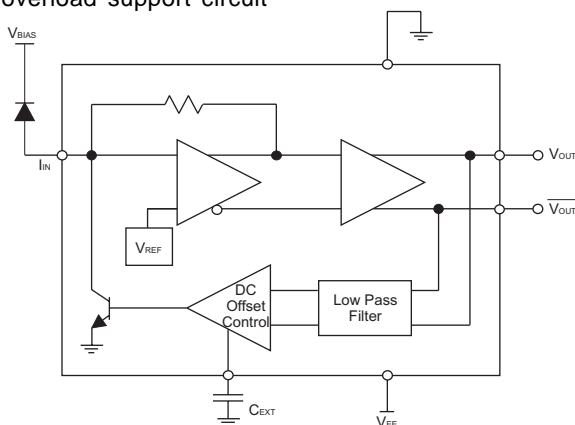 overload support circuit
VBIAS
IIN
VOUT
VOUT
VREF
DC
Offset
Control
Low Pass
Filter
CEXT
VEE